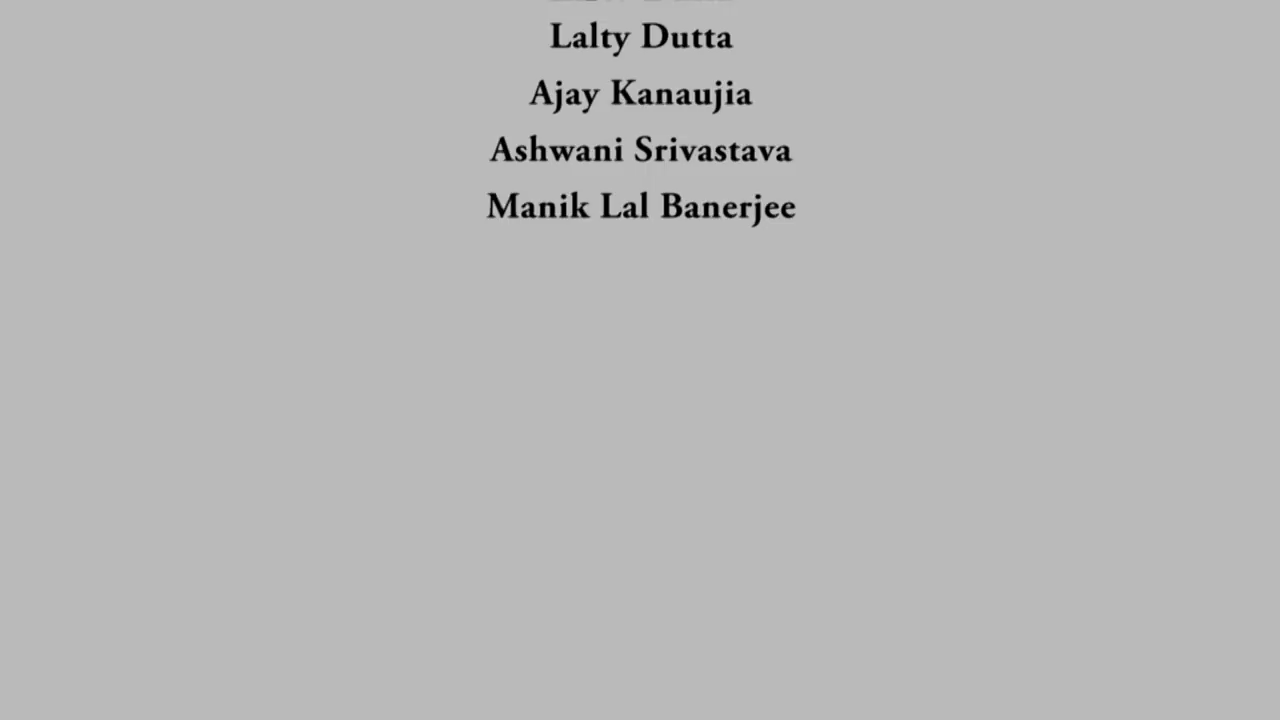 Lalty Dutta
Ajay Kanaujia
Ashwani Srivastava
Manik Lal Banerjee